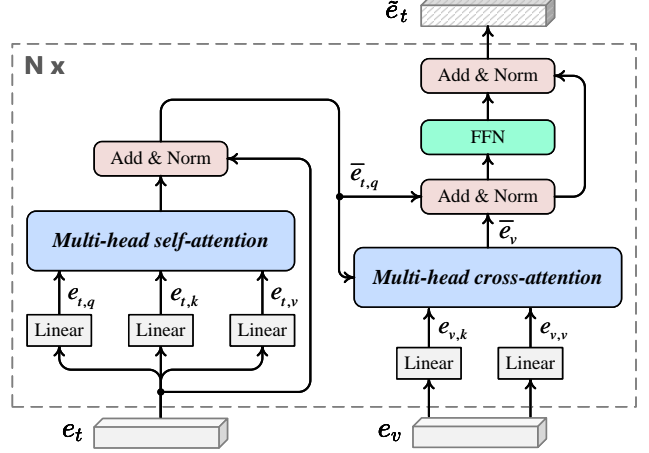 ẽ_t
N x
Add & Norm
FFN
Add & Norm
Add & Norm
ē_{t,q}
ē_v
Multi-head self-attention
Multi-head cross-attention
e_{t,q}
e_{t,k}
e_{t,v}
Linear
Linear
Linear
e_{v,k}
e_{v,v}
Linear
Linear
e_t
e_v